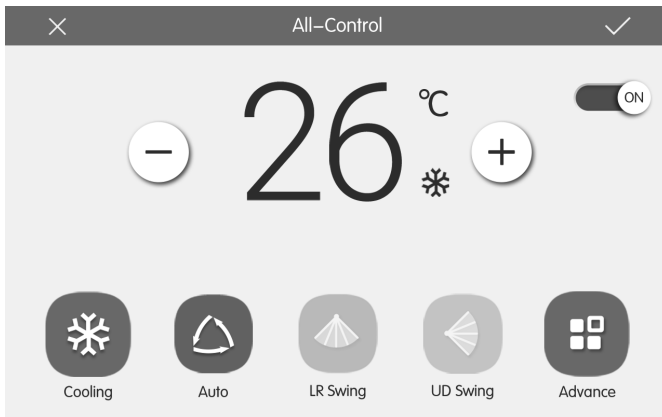 All–Control
26 °C
ON
Cooling
Auto
LR Swing
UD Swing
Advance